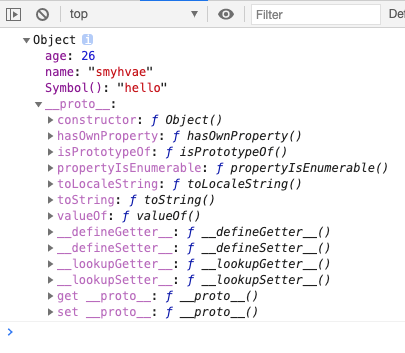 top Filter Def
Object i
age: 26
name: "smyhvae"
Symbol(): "hello"
__proto__:
constructor: ƒ Object()
hasOwnProperty: ƒ hasOwnProperty()
isPrototypeOf: ƒ isPrototypeOf()
propertyIsEnumerable: ƒ propertyIsEnumerable()
toLocaleString: ƒ toLocaleString()
toString: ƒ toString()
valueOf: ƒ valueOf()
__defineGetter__: ƒ __defineGetter__()
__defineSetter__: ƒ __defineSetter__()
__lookupGetter__: ƒ __lookupGetter__()
__lookupSetter__: ƒ __lookupSetter__()
get __proto__: ƒ __proto__()
set __proto__: ƒ __proto__()